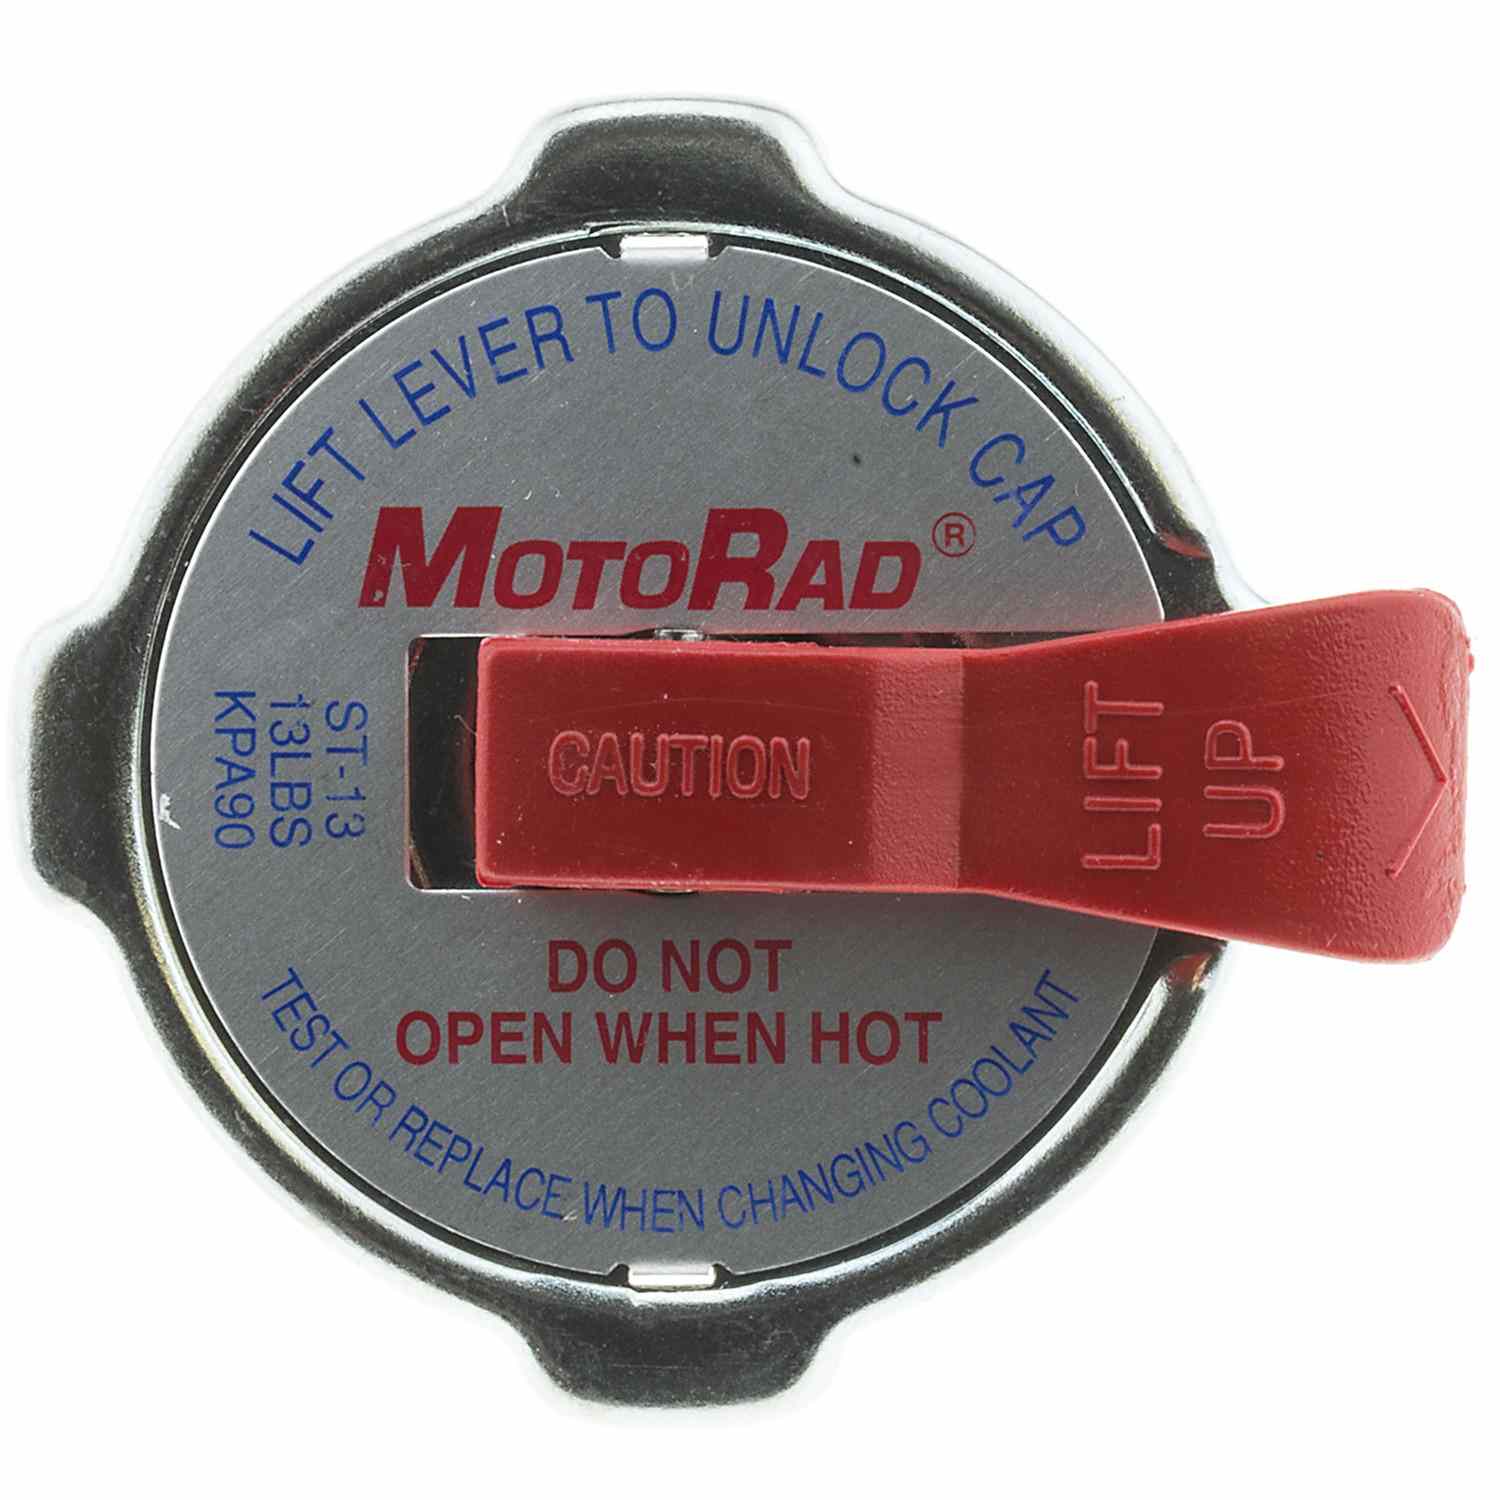 LIFT LEVER TO UNLOCK CAP
MOTORAD®
ST-13
13LBS
KPA90
CAUTION
LIFT
UP
DO NOT
OPEN WHEN HOT
TEST OR REPLACE WHEN CHANGING COOLANT